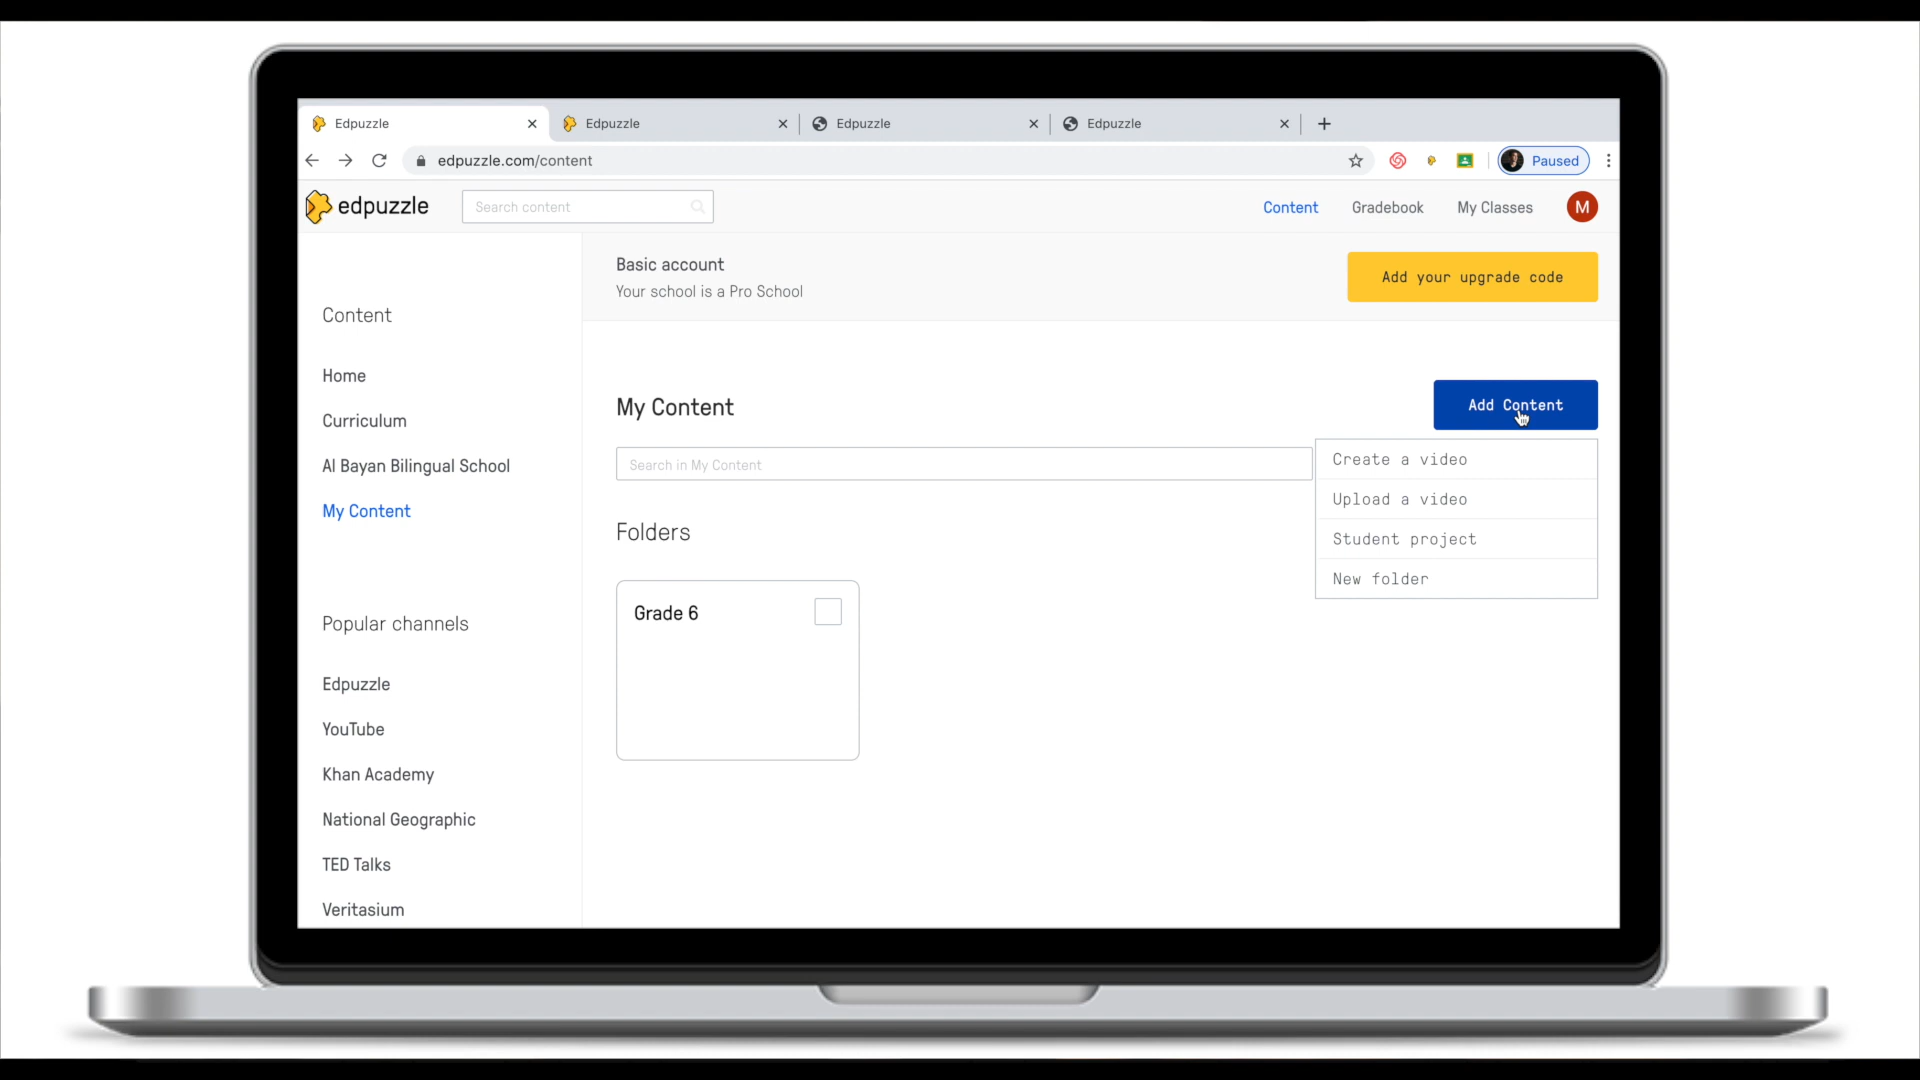 Edpuzzle
Edpuzzle
Edpuzzle
Edpuzzle
edpuzzle.com/content
Paused
edpuzzle
Search content
Content
Gradebook
My Classes
M
Basic account
Your school is a Pro School
Add your upgrade code
Content
Home
Curriculum
Al Bayan Bilingual School
My Content
Popular channels
Edpuzzle
YouTube
Khan Academy
National Geographic
TED Talks
Veritasium
My Content
Add Content
Search in My Content
Create a video
Upload a video
Student project
New folder
Folders
Grade 6